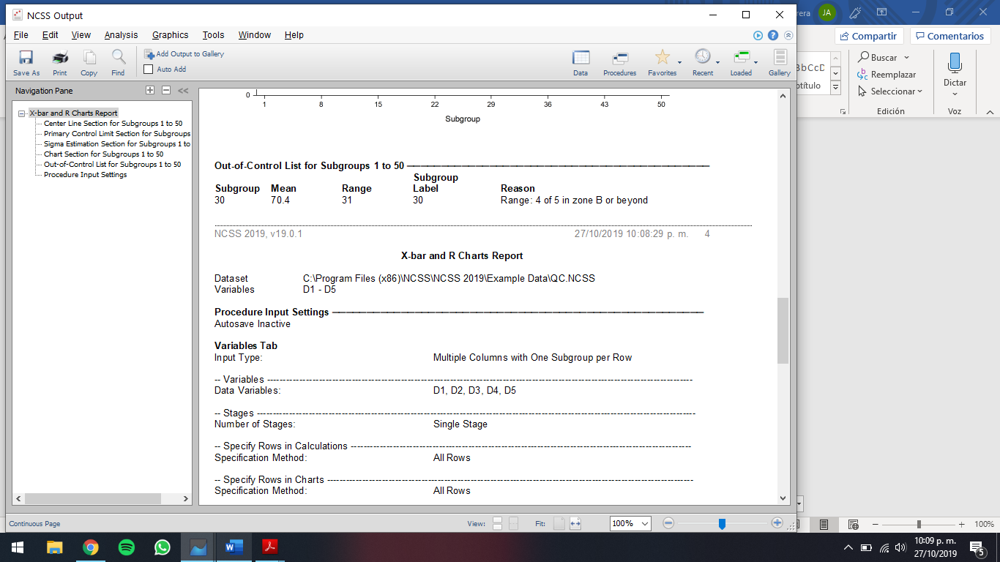 NCSS Output
rera JA
File Edit View Analysis Graphics Tools Window Help
Compartir Comentarios
Save As Print Copy Find
Add Output to Gallery
Auto Add
Data Procedures Favorites Recent Loaded Gallery
Buscar
Reemplazar
Seleccionar
Edición
Dictar
Voz
Navigation Pane <<
X-bar and R Charts Report
Center Line Section for Subgroups 1 to 50
Primary Control Limit Section for Subgroups
Sigma Estimation Section for Subgroups 1 to
Chart Section for Subgroups 1 to 50
Out-of-Control List for Subgroups 1 to 50
Procedure Input Settings
0
1 8 15 22 29 36 43 50
Subgroup
Out-of-Control List for Subgroups 1 to 50
Subgroup
Subgroup Mean Range Label Reason
30 70.4 31 30 Range: 4 of 5 in zone B or beyond
NCSS 2019, v19.0.1 27/10/2019 10:08:29 p. m. 4
X-bar and R Charts Report
Dataset C:\Program Files (x86)\NCSS\NCSS 2019\Example Data\QC.NCSS
Variables D1 - D5
Procedure Input Settings
Autosave Inactive
Variables Tab
Input Type: Multiple Columns with One Subgroup per Row
-- Variables
Data Variables: D1, D2, D3, D4, D5
-- Stages
Number of Stages: Single Stage
-- Specify Rows in Calculations
Specification Method: All Rows
-- Specify Rows in Charts
Specification Method: All Rows
Continuous Page View: Fit: 100%
100%
10:09 p. m.
27/10/2019
5